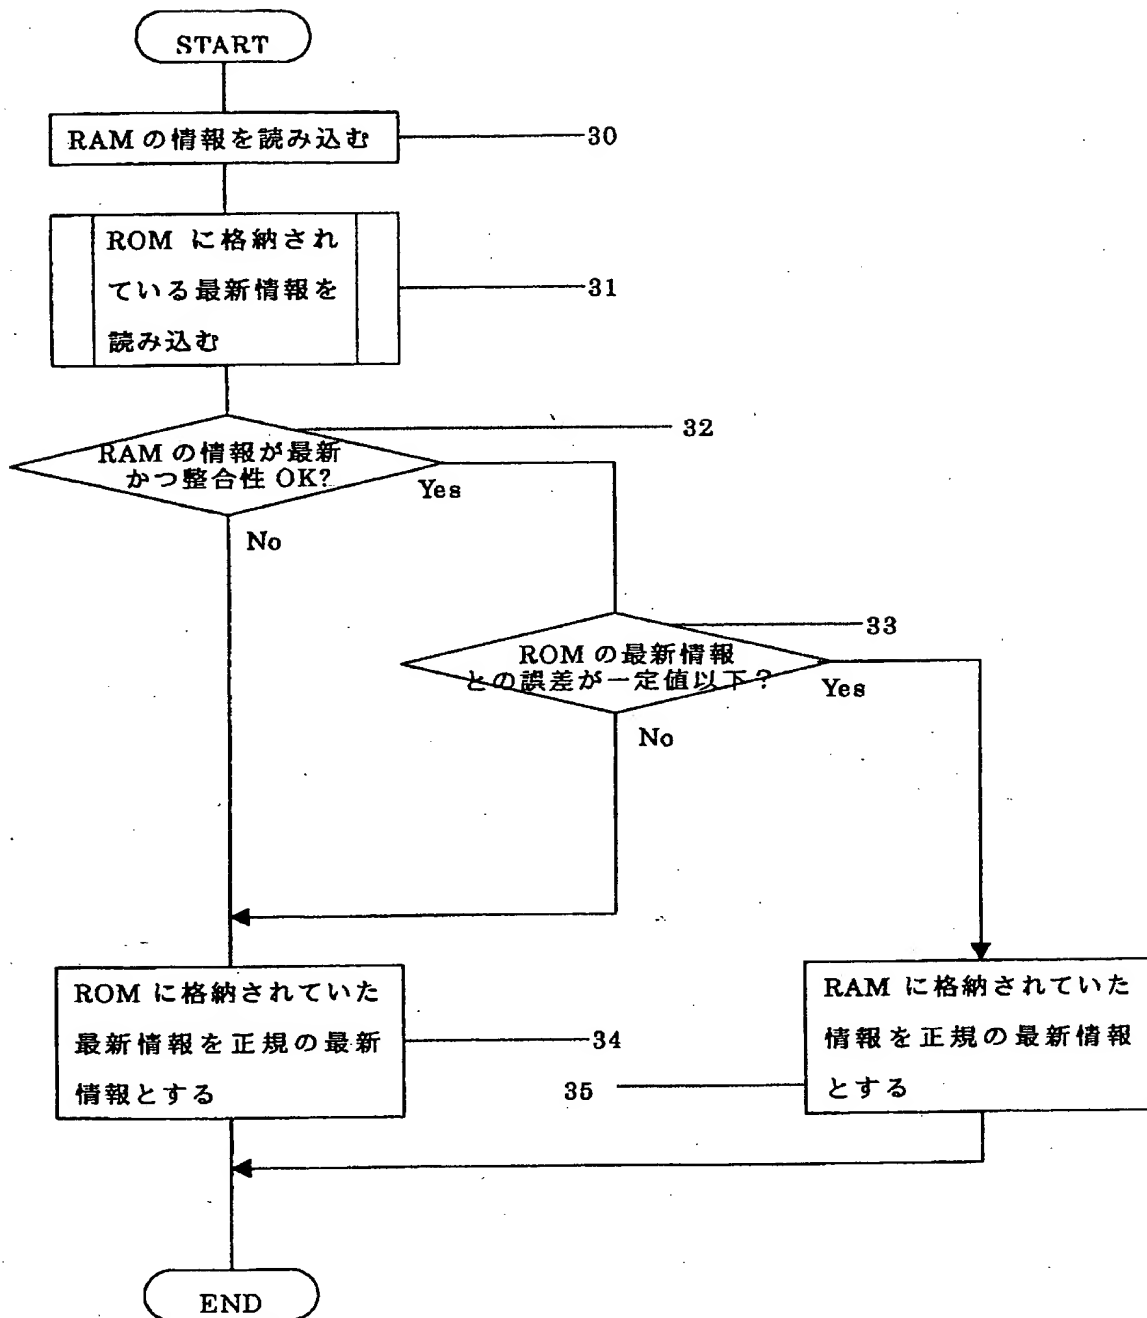 START
RAM の情報を読み込む
30
ROM に格納され
ている最新情報を
読み込む
31
32
RAM の情報が最新
かつ整合性 OK?
Yes
No
33
ROM の最新情報
との誤差が一定値以下？
Yes
No
ROM に格納されていた
最新情報を正規の最新
情報とする
34
RAM に格納されていた
情報を正規の最新情報
とする
35
END